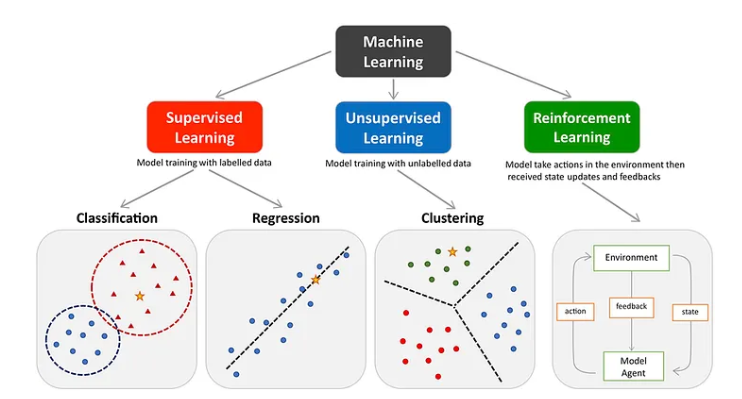 Machine
Learning
Supervised
Learning
Unsupervised
Learning
Reinforcement
Learning
Model training with labelled data
Model training with unlabelled data
Model take actions in the environment then
received state updates and feedbacks
Classification
Regression
Clustering
Environment
action
feedback
state
Model
Agent